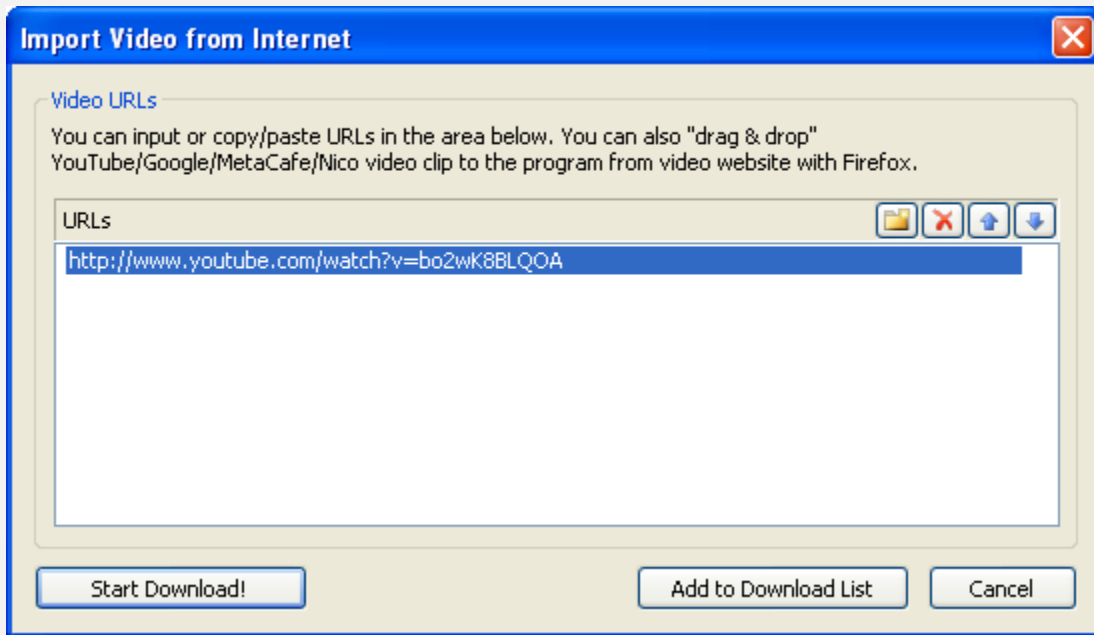 Import Video from Internet
Video URLs
You can input or copy/paste URLs in the area below. You can also "drag & drop"
YouTube/Google/MetaCafe/Nico video clip to the program from video website with Firefox.
URLs
http://www.youtube.com/watch?v=bo2wK8BLQOA
Start Download!
Add to Download List
Cancel